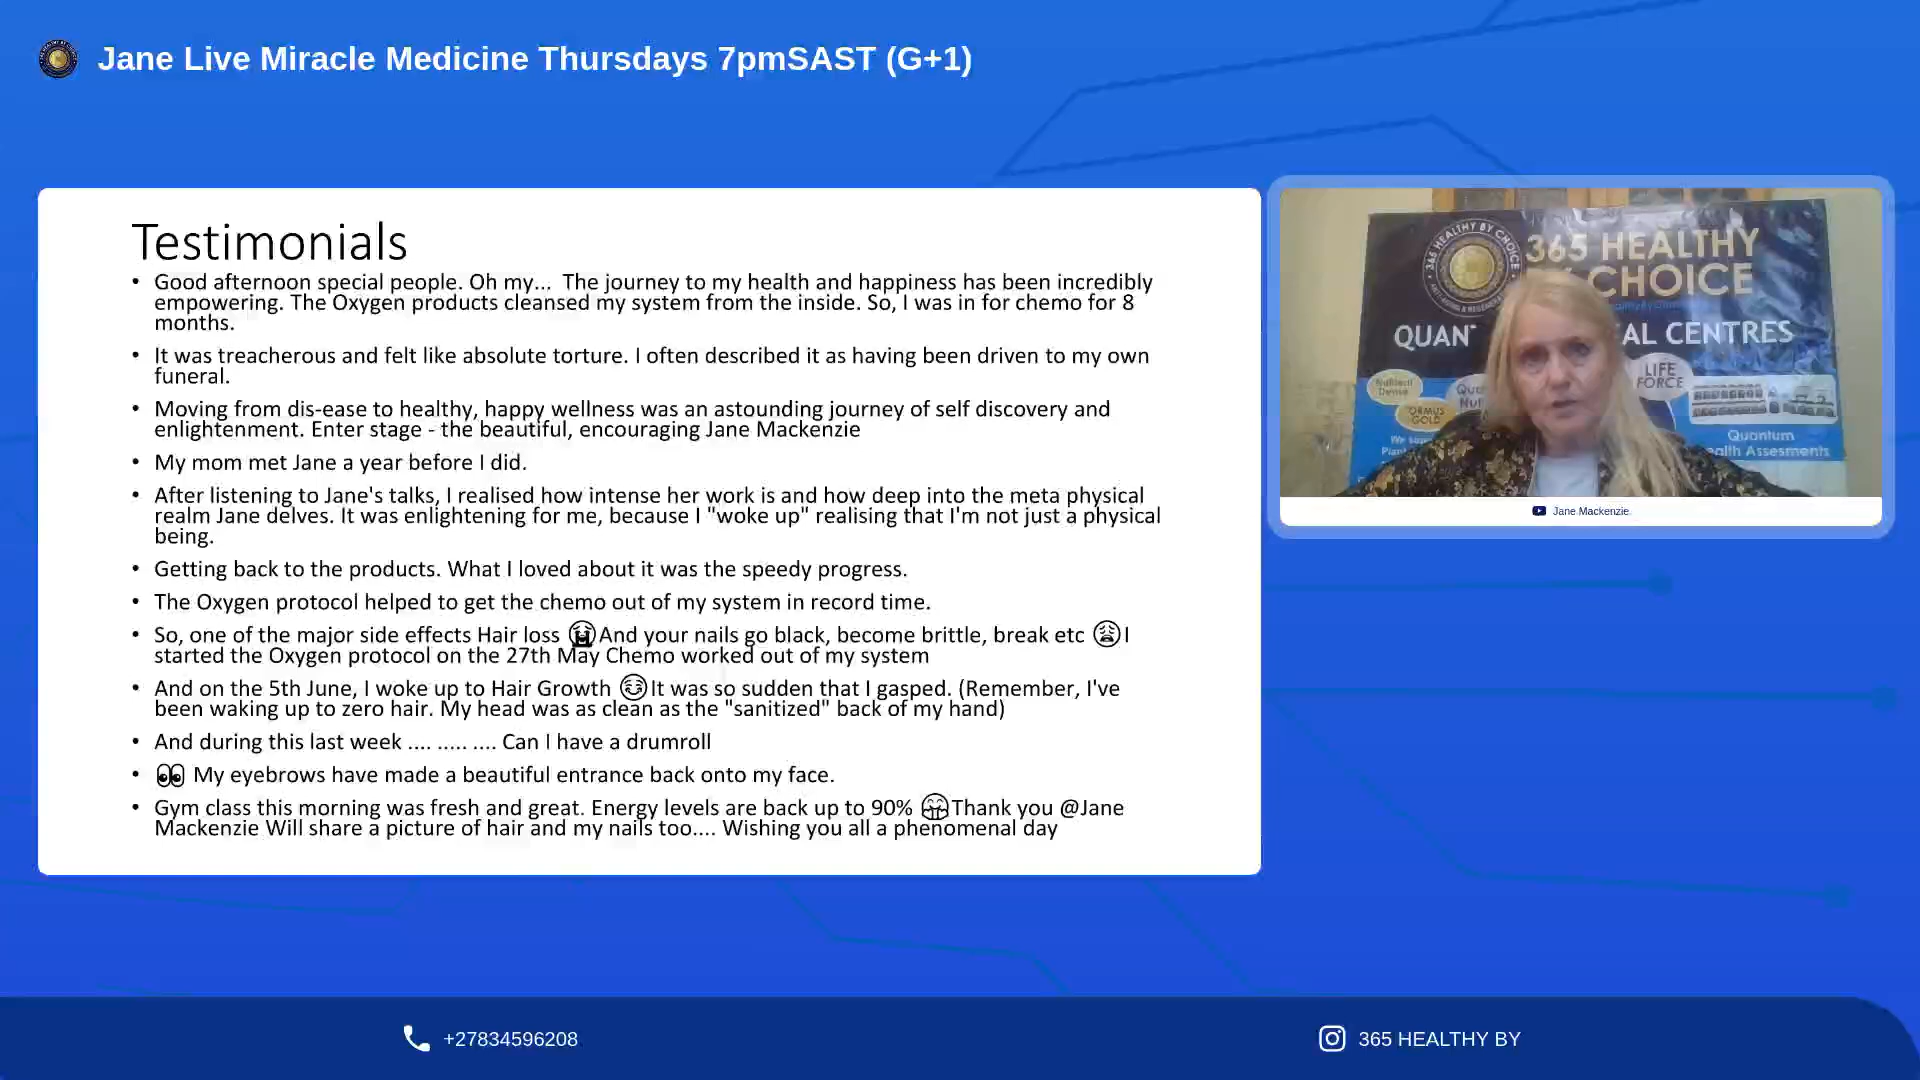 Jane Live Miracle Medicine Thursdays 7pmSAST (G+1)
Testimonials
• Good afternoon special people. Oh my... The journey to my health and happiness has been incredibly
empowering. The Oxygen products cleansed my system from the inside. So, I was in for chemo for 8
months.
• It was treacherous and felt like absolute torture. I often described it as having been driven to my own
funeral.
• Moving from dis-ease to healthy, happy wellness was an astounding journey of self discovery and
enlightenment. Enter stage - the beautiful, encouraging Jane Mackenzie
• My mom met Jane a year before I did.
• After listening to Jane's talks, I realised how intense her work is and how deep into the meta physical
realm Jane delves. It was enlightening for me, because I "woke up" realising that I'm not just a physical
being.
• Getting back to the products. What I loved about it was the speedy progress.
• The Oxygen protocol helped to get the chemo out of my system in record time.
• So, one of the major side effects Hair loss 😭And your nails go black, become brittle, break etc 😩I
started the Oxygen protocol on the 27th May Chemo worked out of my system
• And on the 5th June, I woke up to Hair Growth 😂It was so sudden that I gasped. (Remember, I've
been waking up to zero hair. My head was as clean as the "sanitized" back of my hand)
• And during this last week .... ..... .... Can I have a drumroll
• 👀 My eyebrows have made a beautiful entrance back onto my face.
• Gym class this morning was fresh and great. Energy levels are back up to 90% 🤗Thank you @Jane
Mackenzie Will share a picture of hair and my nails too.... Wishing you all a phenomenal day
365 HEALTHY BY CHOICE
365 HEALTHY
CHOICE
QUAN
AL CENTRES
LIFE
FORCE
ORMUS
GOLD
Quantum
alth Assesments
Jane Mackenzie
+27834596208
365 HEALTHY BY